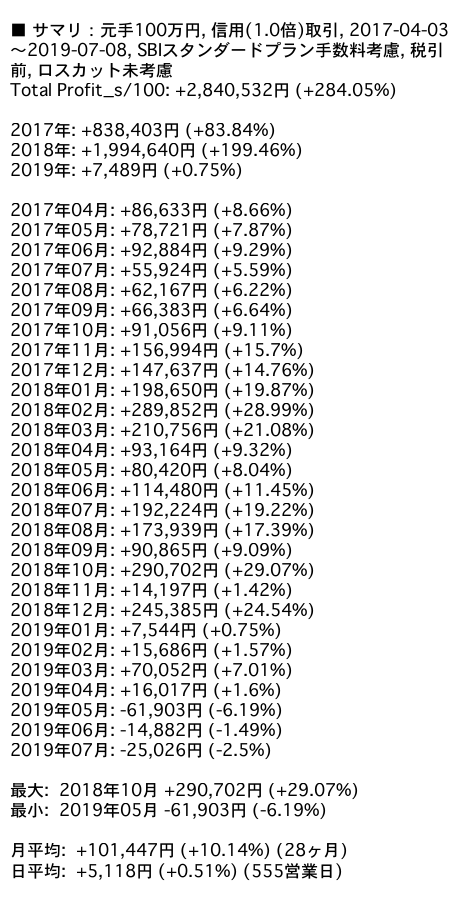 ■ サマリ：元手100万円, 信用(1.0倍)取引, 2017-04-03
〜2019-07-08, SBIスタンダードプラン手数料考慮, 税引
前, ロスカット未考慮
Total Profit_s/100: +2,840,532円 (+284.05%)
2017年: +838,403円 (+83.84%)
2018年: +1,994,640円 (+199.46%)
2019年: +7,489円 (+0.75%)
2017年04月: +86,633円 (+8.66%)
2017年05月: +78,721円 (+7.87%)
2017年06月: +92,884円 (+9.29%)
2017年07月: +55,924円 (+5.59%)
2017年08月: +62,167円 (+6.22%)
2017年09月: +66,383円 (+6.64%)
2017年10月: +91,056円 (+9.11%)
2017年11月: +156,994円 (+15.7%)
2017年12月: +147,637円 (+14.76%)
2018年01月: +198,650円 (+19.87%)
2018年02月: +289,852円 (+28.99%)
2018年03月: +210,756円 (+21.08%)
2018年04月: +93,164円 (+9.32%)
2018年05月: +80,420円 (+8.04%)
2018年06月: +114,480円 (+11.45%)
2018年07月: +192,224円 (+19.22%)
2018年08月: +173,939円 (+17.39%)
2018年09月: +90,865円 (+9.09%)
2018年10月: +290,702円 (+29.07%)
2018年11月: +14,197円 (+1.42%)
2018年12月: +245,385円 (+24.54%)
2019年01月: +7,544円 (+0.75%)
2019年02月: +15,686円 (+1.57%)
2019年03月: +70,052円 (+7.01%)
2019年04月: +16,017円 (+1.6%)
2019年05月: -61,903円 (-6.19%)
2019年06月: -14,882円 (-1.49%)
2019年07月: -25,026円 (-2.5%)
最大: 2018年10月 +290,702円 (+29.07%)
最小: 2019年05月 -61,903円 (-6.19%)
月平均: +101,447円 (+10.14%) (28ヶ月)
日平均: +5,118円 (+0.51%) (555営業日)